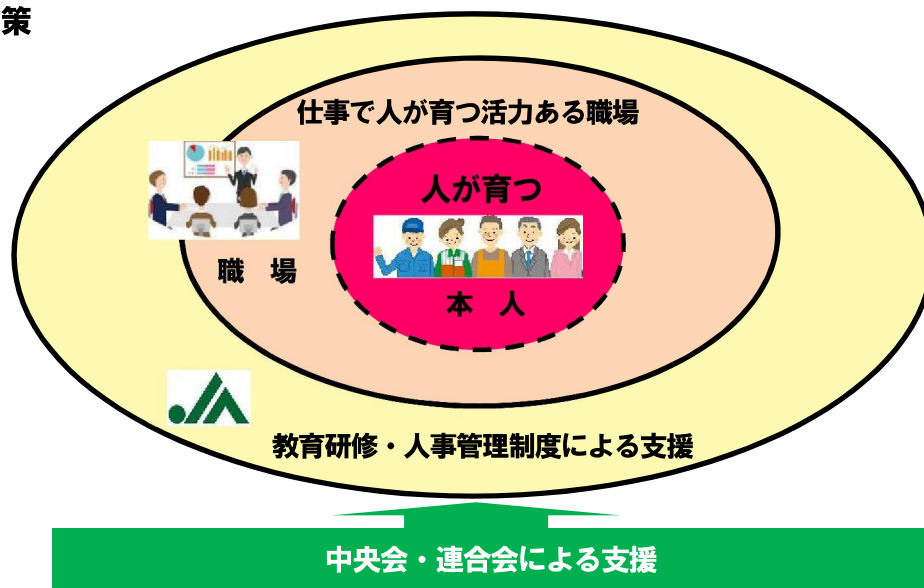 策
仕事で人が育つ活力ある職場
人が育つ
職　場
本　人
JA
教育研修・人事管理制度による支援
中央会・連合会による支援